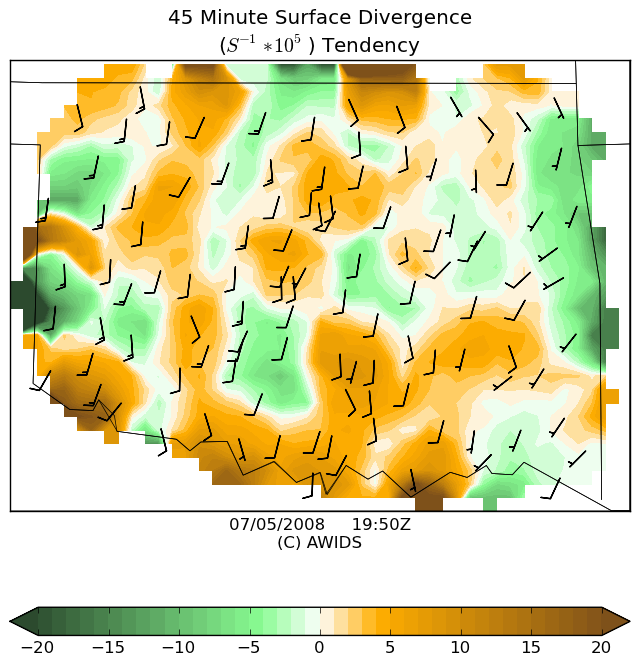 45 Minute Surface Divergence
(S⁻¹ * 10⁵ ) Tendency
07/05/2008 19:50Z
(C) AWIDS
−20 −15 −10 −5 0 5 10 15 20